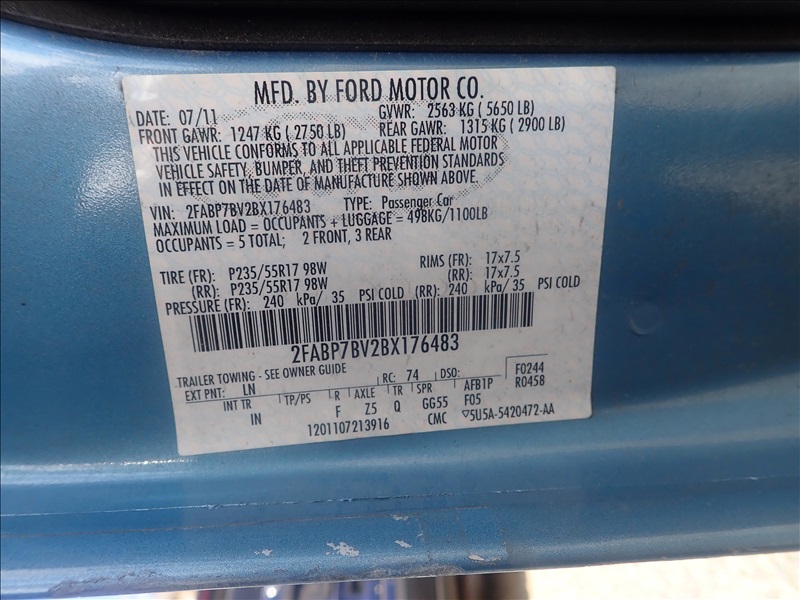 MFD. BY FORD MOTOR CO.
DATE: 07/11 GVWR: 2563 KG ( 5650 LB)
FRONT GAWR: 1247 KG ( 2750 LB) REAR GAWR: 1315 KG ( 2900 LB)
THIS VEHICLE CONFORMS TO ALL APPLICABLE FEDERAL MOTOR
VEHICLE SAFETY, BUMPER, AND THEFT PREVENTION STANDARDS
IN EFFECT ON THE DATE OF MANUFACTURE SHOWN ABOVE.
VIN: 2FABP7BV2BX176483 TYPE: Passenger Car
MAXIMUM LOAD = OCCUPANTS + LUGGAGE = 498KG/1100LB
OCCUPANTS = 5 TOTAL; 2 FRONT, 3 REAR
TIRE (FR): P235/55R17 98W RIMS (FR): 17x7.5
(RR): P235/55R17 98W (RR): 17x7.5
PRESSURE (FR): 240 kPa/ 35 PSI COLD (RR): 240 kPa/ 35 PSI COLD
2FABP7BV2BX176483
TRAILER TOWING - SEE OWNER GUIDE F0244
EXT PNT: LN RC: 74 DSO: R0458
INT TR TP/PS R AXLE TR SPR AFB1P
IN F Z5 Q GG55 F05
1201107213916 CMC ▽5U5A-5420472-AA